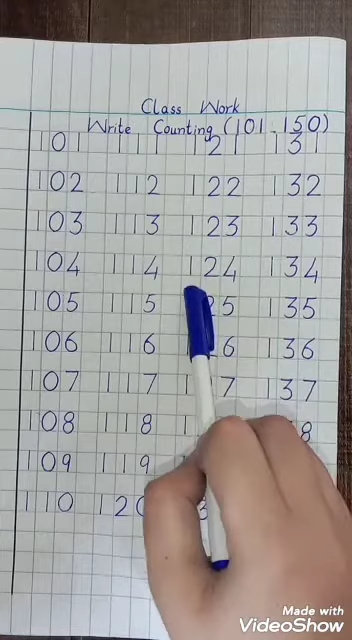 Class Work
Write Counting (101-150)
101 111 121 131
102 112 122 132
103 113 123 133
104 114 124 134
105 115 135
106 116 136
107 117 137
108 118
109 119
110
Made with
VideoShow